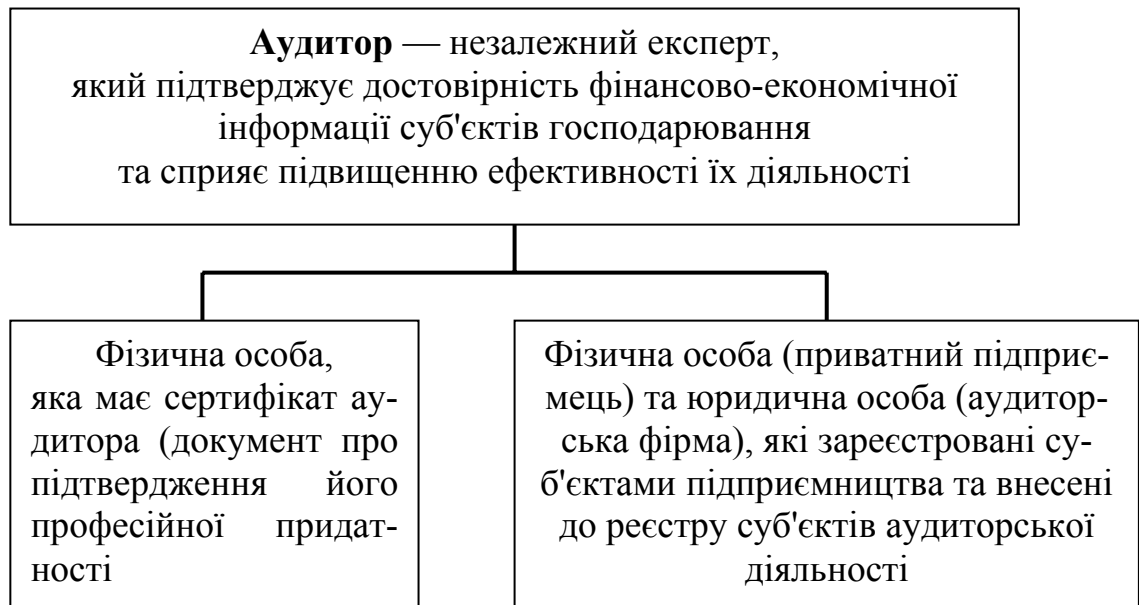 Аудитор — незалежний експерт,
який підтверджує достовірність фінансово-економічної
інформації суб'єктів господарювання
та сприяє підвищенню ефективності їх діяльності
Фізична особа,
яка має сертифікат ау-
дитора (документ про
підтвердження його
професійної придат-
ності
Фізична особа (приватний підприє-
мець) та юридична особа (аудитор-
ська фірма), які зареєстровані су-
б'єктами підприємництва та внесені
до реєстру суб'єктів аудиторської
діяльності